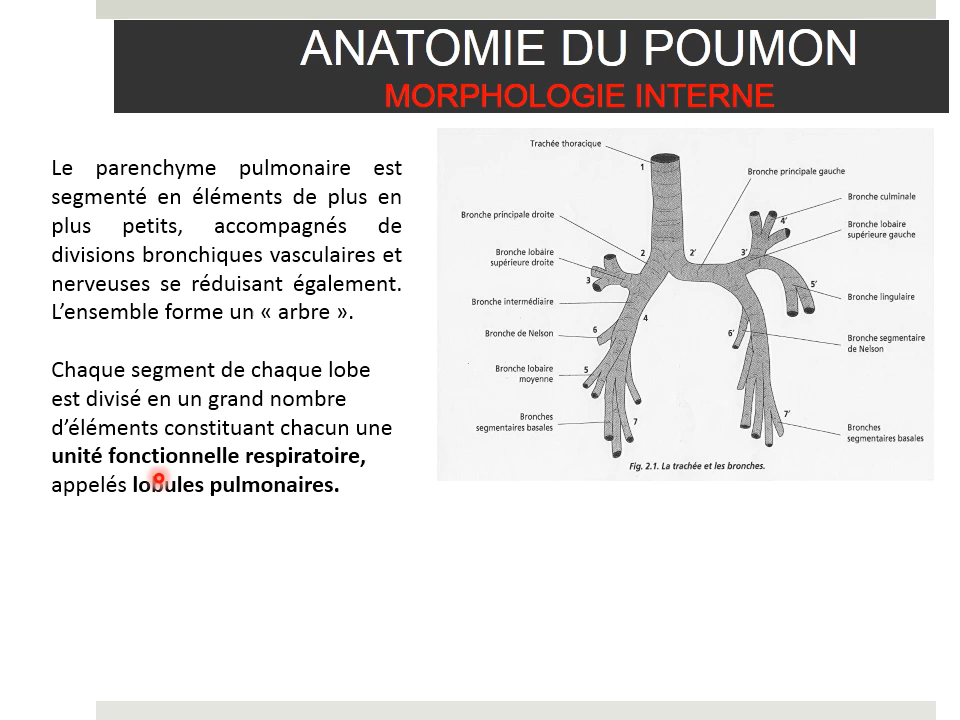 ANATOMIE DU POUMON
MORPHOLOGIE INTERNE
Le parenchyme pulmonaire est
segmenté en éléments de plus en
plus petits, accompagnés de
divisions bronchiques vasculaires et
nerveuses se réduisant également.
L’ensemble forme un « arbre ».
Chaque segment de chaque lobe
est divisé en un grand nombre
d’éléments constituant chacun une
unité fonctionnelle respiratoire,
appelés lobules pulmonaires.
Trachée thoracique
1
Bronche principale gauche
Bronche culminale
4'
Bronche principale droite
Bronche lobaire
supérieure gauche
2
2'
3'
Bronche lobaire
supérieure droite
3
5'
Bronche lingulaire
Bronche intermédiaire
4
6
Bronche de Nelson
6'
Bronche segmentaire
de Nelson
5
Bronche lobaire
moyenne
Bronches
segmentaires basales
7
7'
Bronches
segmentaires basales
Fig. 2.1. La trachée et les bronches.